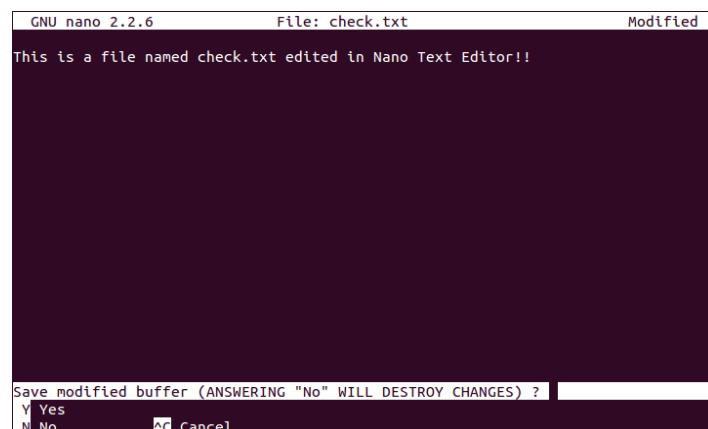 GNU nano 2.2.6 File: check.txt Modified
This is a file named check.txt edited in Nano Text Editor!!
Save modified buffer (ANSWERING "No" WILL DESTROY CHANGES) ?
Y Yes
N No ^C Cancel